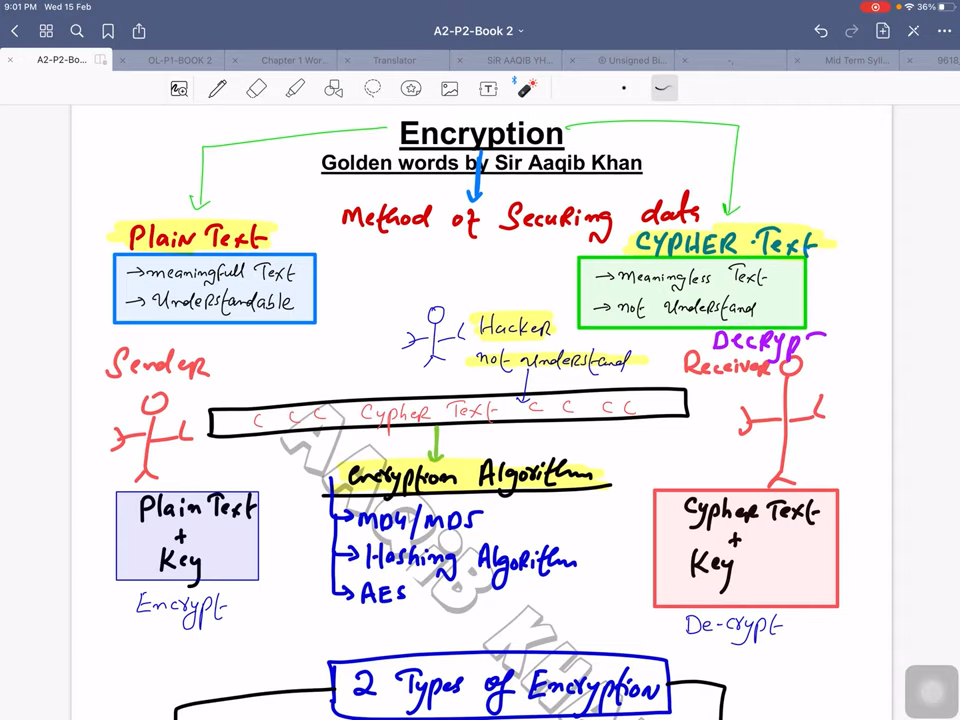 9:01 PM Wed 15 Feb
36%
A2-P2-Book 2
A2-P2-Bo...
OL-P1-BOOK 2
Chapter 1 Wor...
Translator
SIR AAQIB YH...
Unsigned Bi...
Mid Term Syll...
9618
Encryption
Golden words by Sir Aaqib Khan
Method of Securing data
Plain Text
CYPHER Text
→meaningfull Text
→ Understandable
→ Meaningless Text
→ not Understand
Hacker
not Understand
Decryp
Sender
Receiver
C C C Cypher Text C C C C
encryption Algorithm
Plain Text
+
Key
Encrypt
→MD4/MD5
→Hashing Algorithm
→AES
Cypher Text
+
Key
De-crypt
AAQIB KHA
2 Types of Encryption